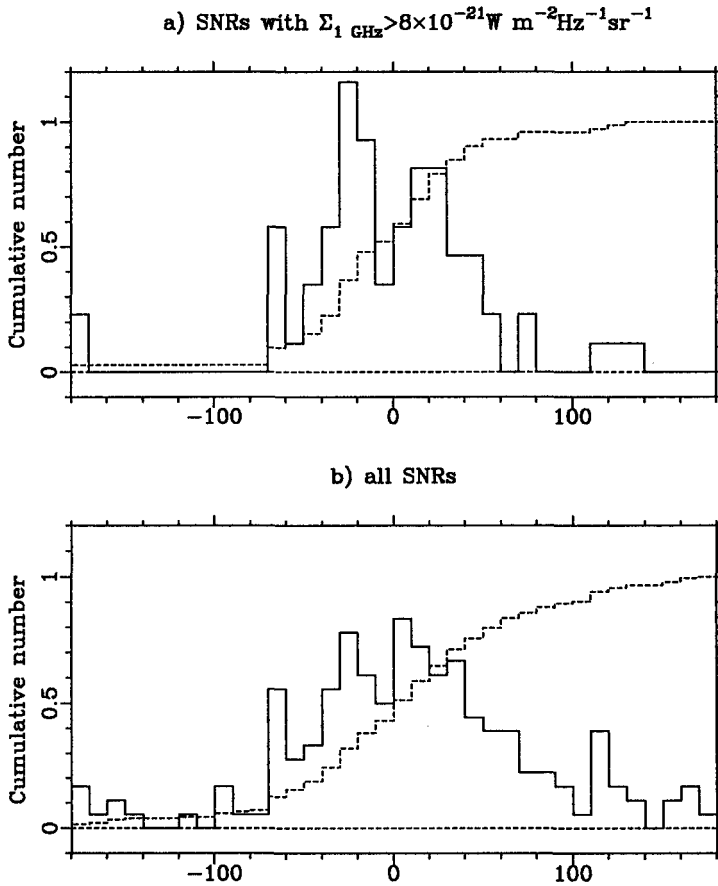 a) SNRs with Σ1 GHz>8×10−21W m−2Hz−1sr−1
Cumulative number
1
0.5
0
−100 0 100
b) all SNRs
Cumulative number
1
0.5
0
−100 0 100